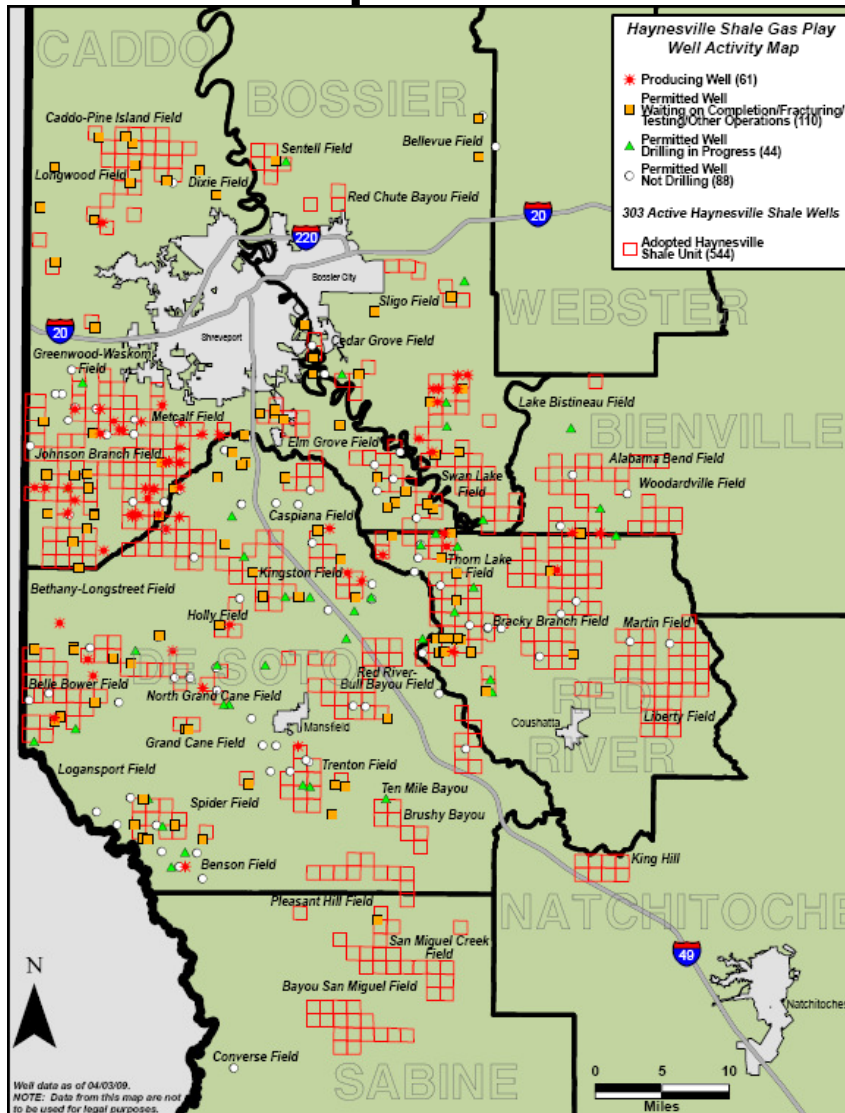 CADDO
BOSSIER
WEBSTER
BIENVILLE
DE SOTO
RED
RIVER
NATCHITOCHE
SABINE
Haynesville Shale Gas Play
Well Activity Map
Producing Well (61)
Permitted Well
Waiting on Completion/Fracturing/
Testing/Other Operations (110)
Permitted Well
Drilling in Progress (44)
Permitted Well
Not Drilling (88)
303 Active Haynesville Shale Wells
Adopted Haynesville
Shale Unit (544)
Caddo-Pine Island Field
Longwood Field
Dixie Field
Sentell Field
Bellevue Field
Red Chute Bayou Field
220
20
Bossier City
Sligo Field
20
Shreveport
Cedar Grove Field
Greenwood-Waskom
Field
Metcalf Field
Lake Bistineau Field
Johnson Branch Field
Elm Grove Field
Swan Lake
Field
Alabama Bend Field
Woodardville Field
Caspiana Field
Thorn Lake
Field
Kingston Field
Bethany-Longstreet Field
Holly Field
Bracky Branch Field
Martin Field
Red River-
Bull Bayou Field
Belle Bower Field
North Grand Cane Field
Mansfield
Coushatta
Liberty Field
Grand Cane Field
Logansport Field
Trenton Field
Ten Mile Bayou
Spider Field
Brushy Bayou
Benson Field
King Hill
Pleasant Hill Field
San Miguel Creek
Field
49
Bayou San Miguel Field
Natchitoches
Converse Field
N
0 5 10
Miles
Well data as of 04/03/09.
NOTE: Data from this map are not
to be used for legal purposes.